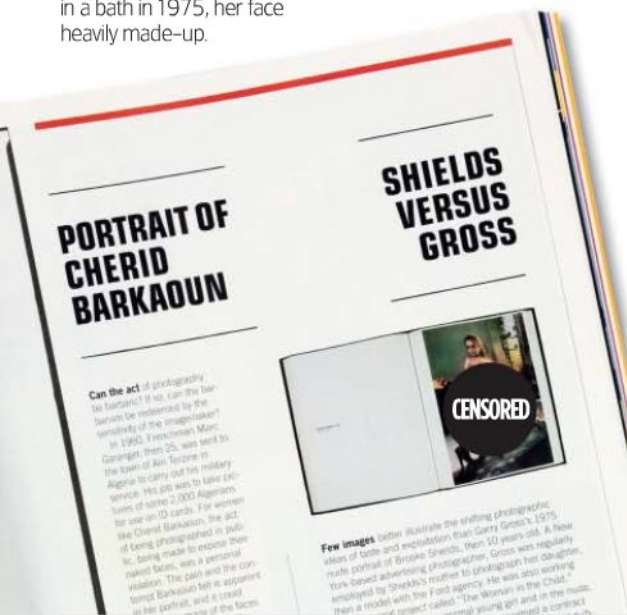 in a bath in 1975, her face
heavily made-up.
PORTRAIT OF
CHERID
BARKAOUN
Can the act of photography
be barbaric? If so, can the bar-
barism be redeemed by the
sensitivity of the imagemaker?
In 1960, Frenchman Marc
Garanger, then 25, was sent to
the town of Ain Terzine in
Algeria to carry out his military
service. His job was to take pic-
tures of some 2,000 Algerians
for use on ID cards. For women
like Cherid Barkaoun, the act
of being photographed in pub-
lic, being made to expose their
naked faces, was a personal
violation. The pain and the con-
tempt Barkaoun felt is apparent
in her portrait, and it could
of the faces
SHIELDS
VERSUS
GROSS
CENSORED
Few images better illustrate the shifting photographic
ideas of taste and exploitation than Garry Gross's 1975
nude portrait of Brooke Shields, then 10 years old. A New
York-based advertising photographer, Gross was regularly
employed by Shields's mother to photograph her daughter,
then a model with the Ford agency. He was also working
project called "The Woman in the Child,"